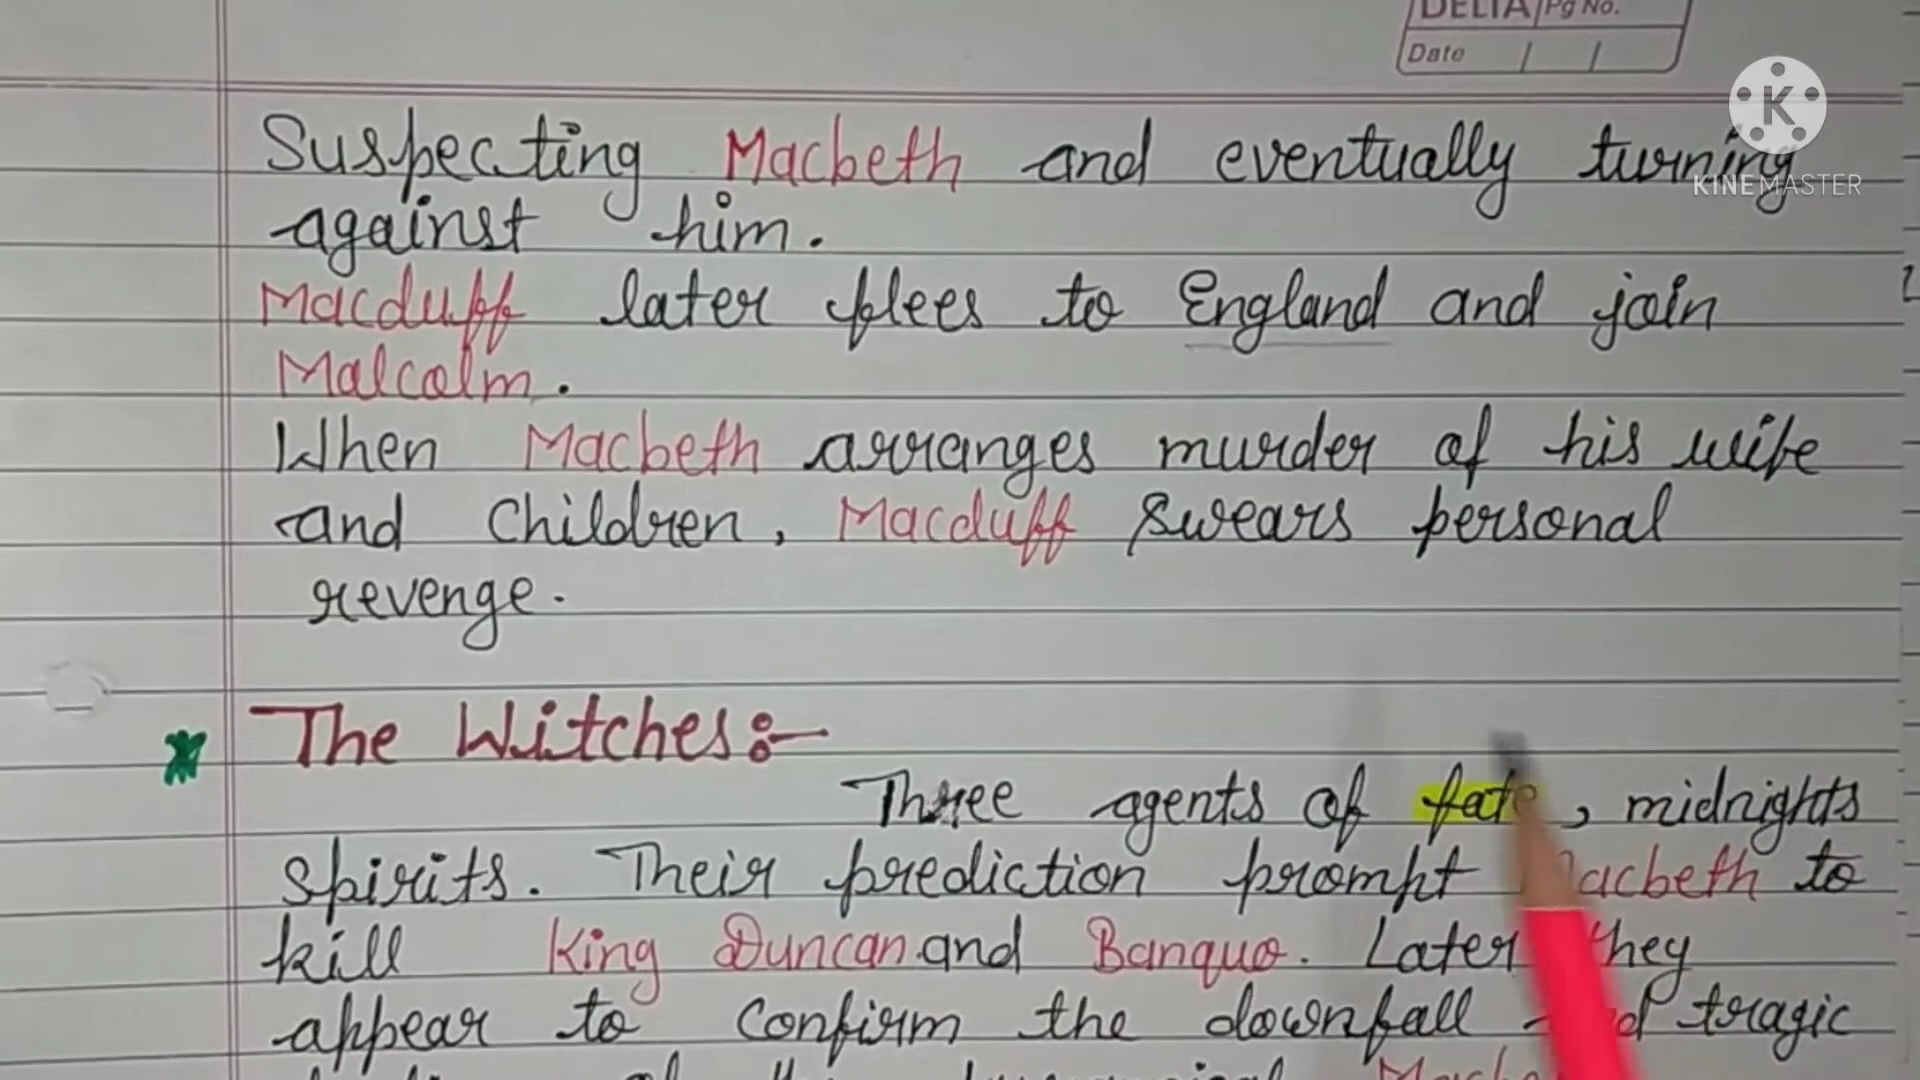 DELTA Pg No.
Date
KINEMASTER
Suspecting Macbeth and eventually turning
against him.
Macduff later flees to England and join
Malcolm.
When Macbeth arranges murder of his wife
and children, Macduff swears personal
revenge.
The Witches:-
Three agents of fate, midnights
spirits. Their prediction prompt Macbeth to
kill King Duncan and Banquo. Later they
appear to confirm the downfall and tragic